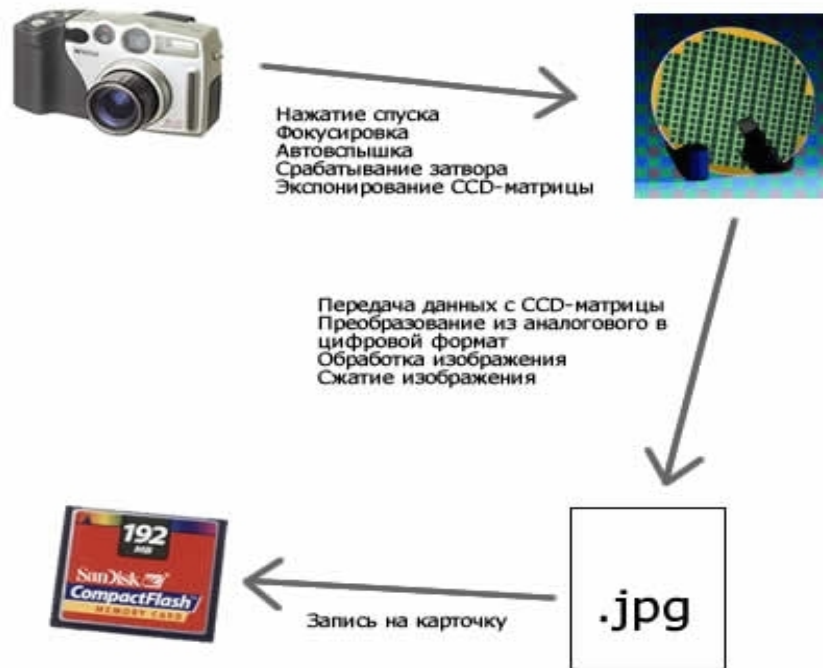 Нажатие спуска
Фокусировка
Автовспышка
Срабатывание затвора
Экспонирование CCD-матрицы
Передача данных с CCD-матрицы
Преобразование из аналогового в
цифровой формат
Обработка изображения
Сжатие изображения
192
MB
SanDisk
CompactFlash
MEMORY CARD
Запись на карточку
.jpg